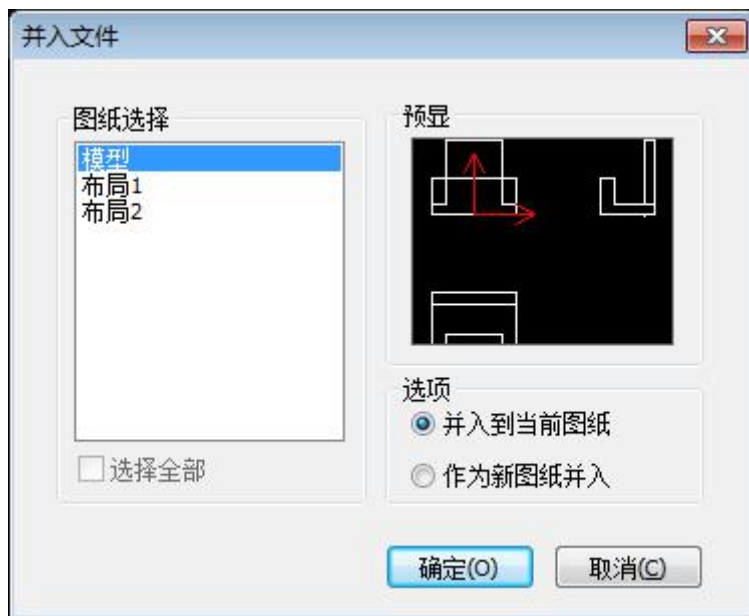 并入文件
图纸选择
模型
布局1
布局2
选择全部
预显
选项
并入到当前图纸
作为新图纸并入
确定(O)
取消(C)